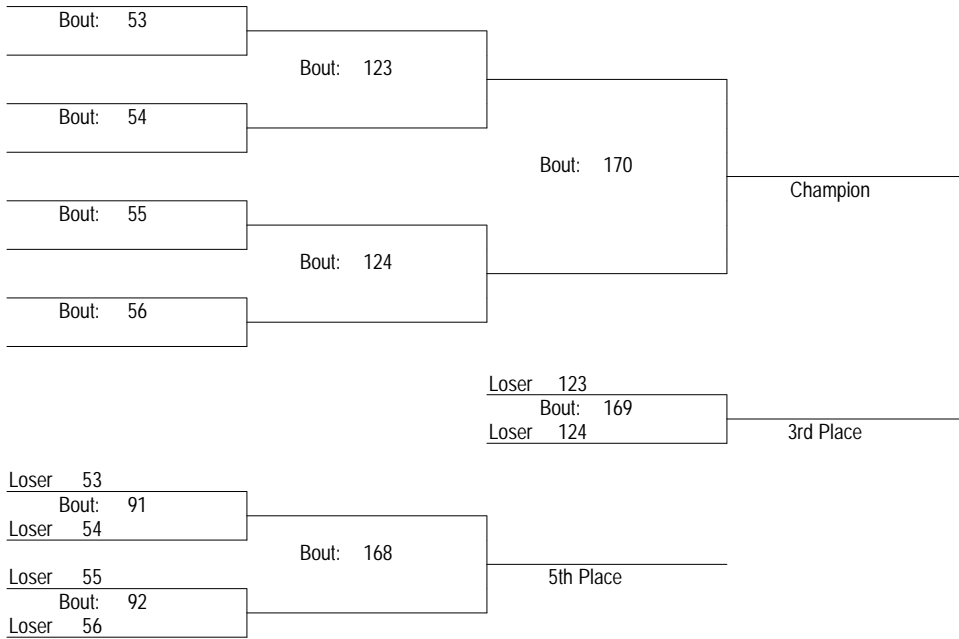 Bout: 53
Bout: 123
Bout: 54
Bout: 170
Champion
Bout: 55
Bout: 124
Bout: 56
Loser 123
Bout: 169
Loser 124
3rd Place
Loser 53
Bout: 91
Loser 54
Bout: 168
5th Place
Loser 55
Bout: 92
Loser 56